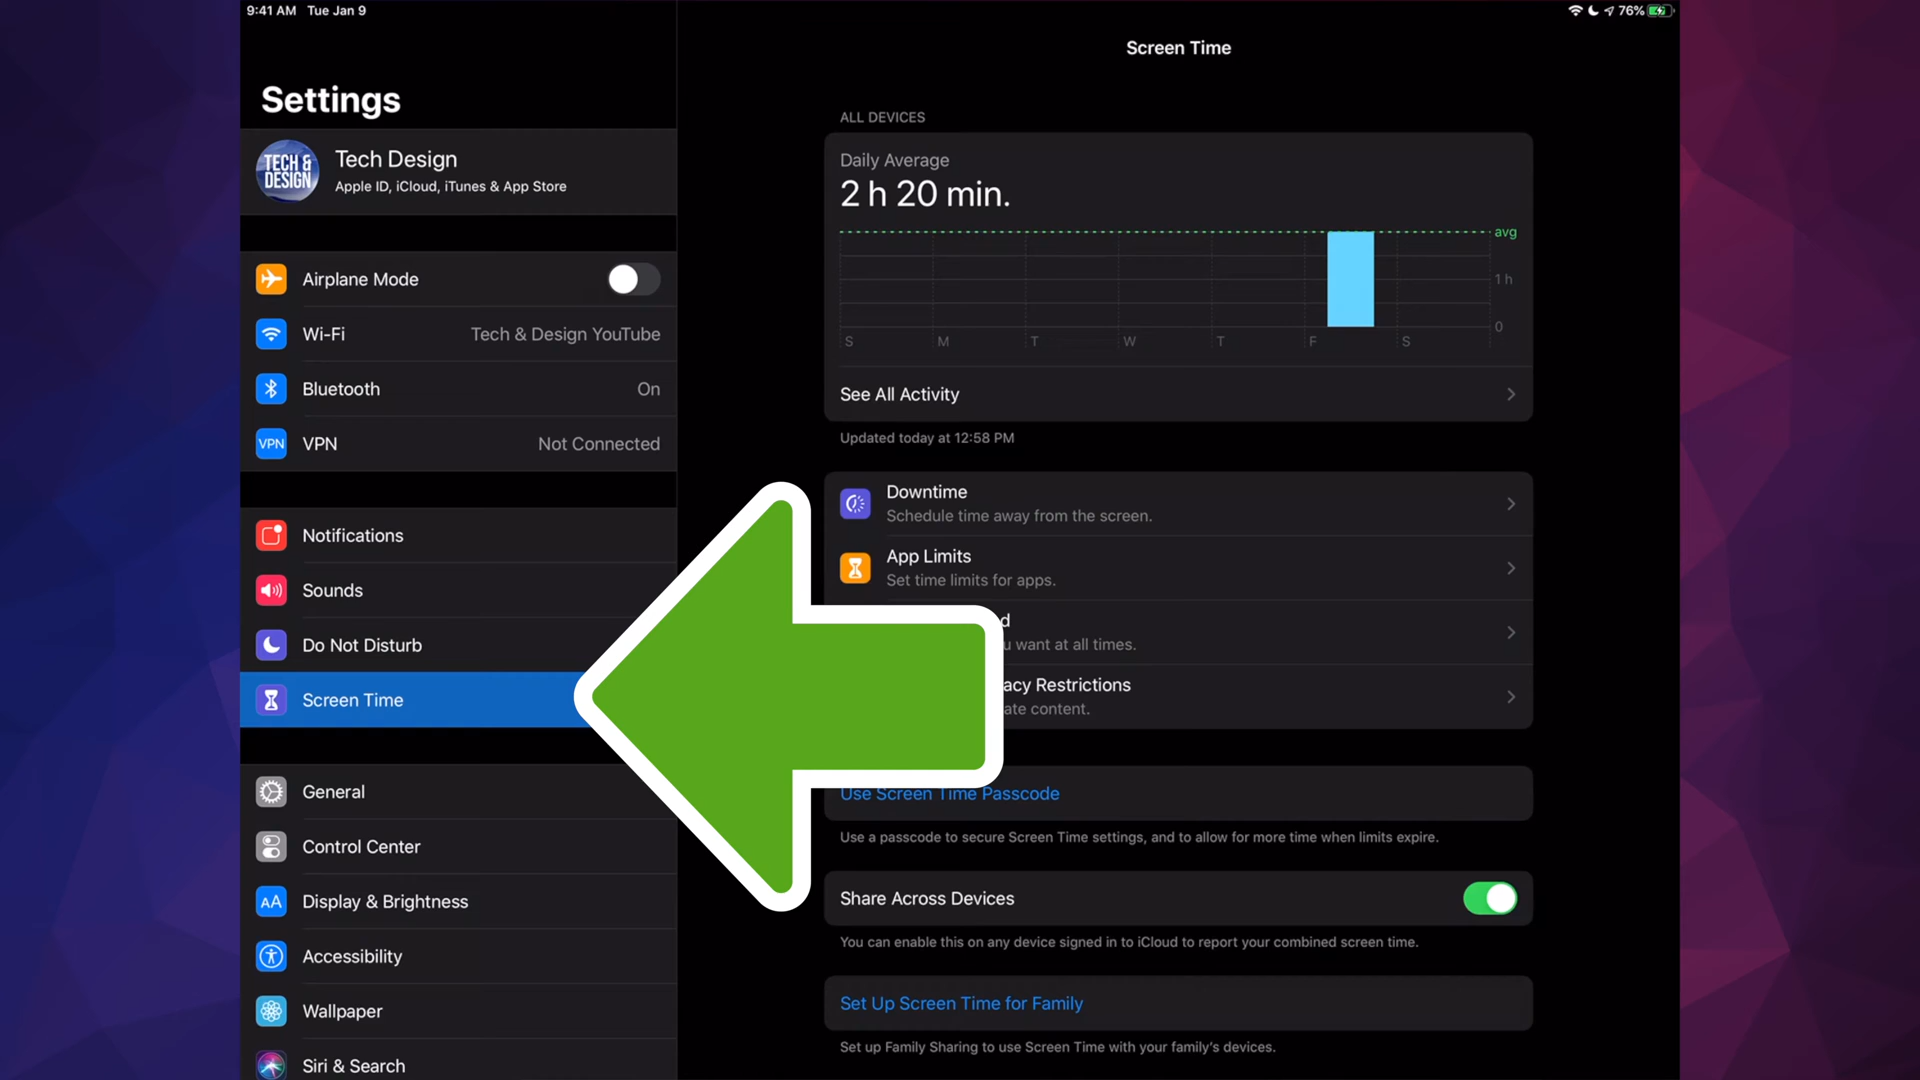 9:41 AM Tue Jan 9
76%
Settings
TECH &
DESIGN
Tech Design
Apple ID, iCloud, iTunes & App Store
Airplane Mode
Wi-Fi Tech & Design YouTube
Bluetooth On
VPN VPN Not Connected
Notifications
Sounds
Do Not Disturb
Screen Time
General
Control Center
AA Display & Brightness
Accessibility
Wallpaper
Siri & Search
Screen Time
ALL DEVICES
Daily Average
2 h 20 min.
avg
1 h
0
S M T W T F S
See All Activity
Updated today at 12:58 PM
Downtime
Schedule time away from the screen.
App Limits
Set time limits for apps.
want at all times.
Restrictions
content.
Use Screen Time Passcode
Use a passcode to secure Screen Time settings, and to allow for more time when limits expire.
Share Across Devices
You can enable this on any device signed in to iCloud to report your combined screen time.
Set Up Screen Time for Family
Set up Family Sharing to use Screen Time with your family's devices.